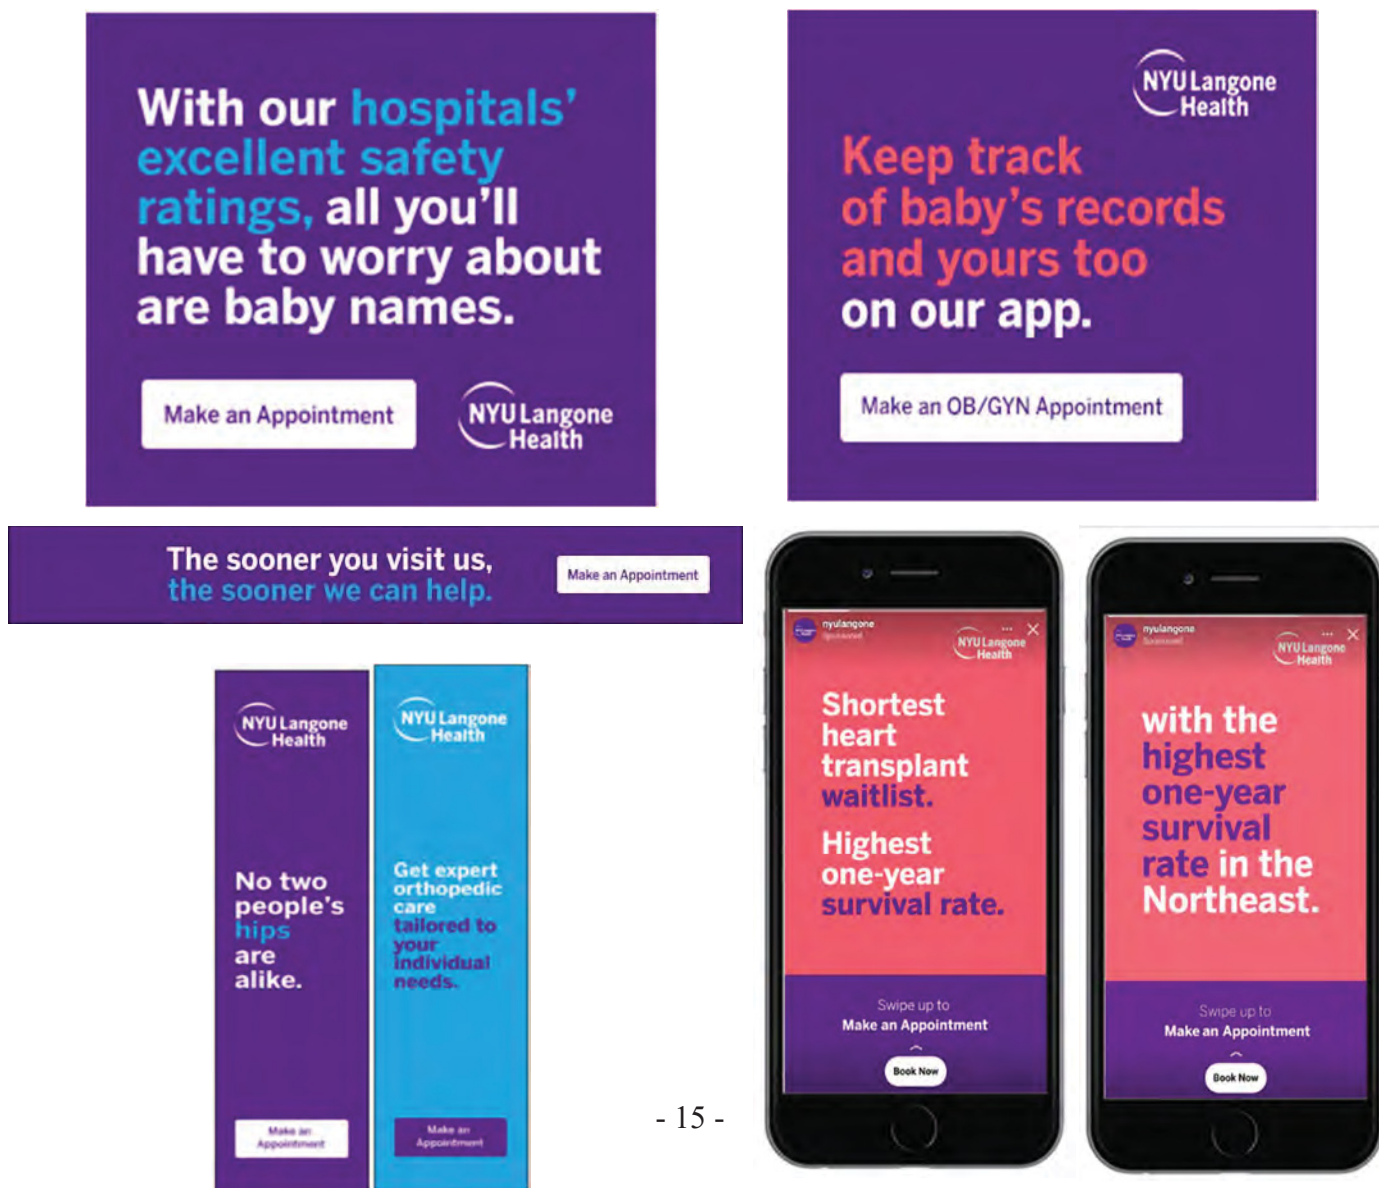 With our hospitals’
excellent safety
ratings, all you’ll
have to worry about
are baby names.
Make an Appointment
NYU Langone
Health
NYU Langone
Health
Keep track
of baby’s records
and yours too
on our app.
Make an OB/GYN Appointment
The sooner you visit us,
the sooner we can help.
Make an Appointment
NYU Langone
Health
No two
people’s
hips
are
alike.
Make an
Appointment
NYU Langone
Health
Get expert
orthopedic
care
tailored to
your
individual
needs.
Make an
Appointment
nyulangone
Sponsored
NYU Langone
Health
Shortest
heart
transplant
waitlist.
Highest
one-year
survival rate.
Swipe up to
Make an Appointment
Book Now
nyulangone
Sponsored
NYU Langone
Health
with the
highest
one-year
survival
rate in the
Northeast.
Swipe up to
Make an Appointment
Book Now
- 15 -